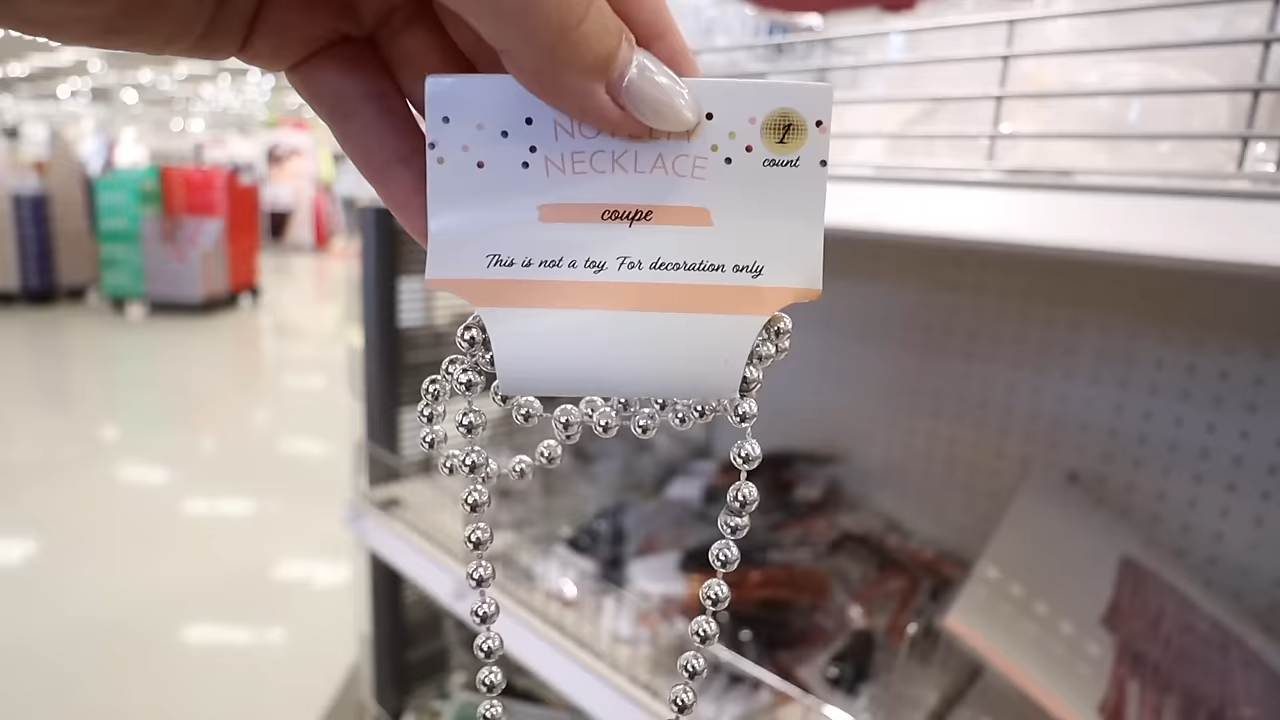 NOVELTY
NECKLACE
1
count
coupe
This is not a toy. For decoration only